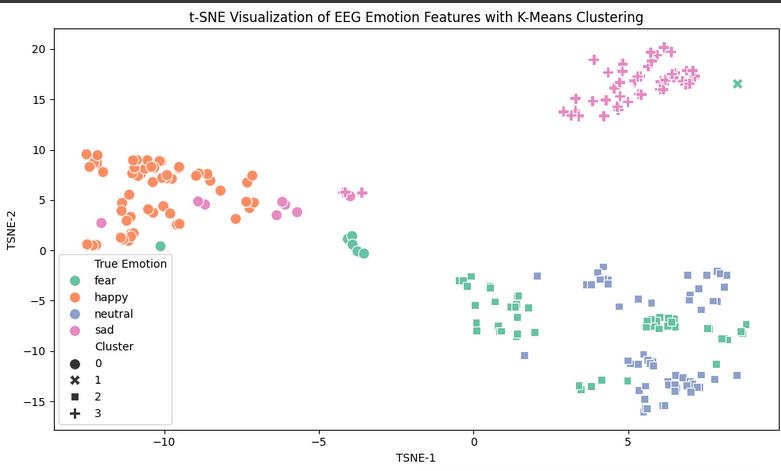 t-SNE Visualization of EEG Emotion Features with K-Means Clustering
20
15
10
5
0
−5
−10
−15
TSNE-2
True Emotion
fear
happy
neutral
sad
Cluster
0
1
2
3
−10
−5
0
5
TSNE-1